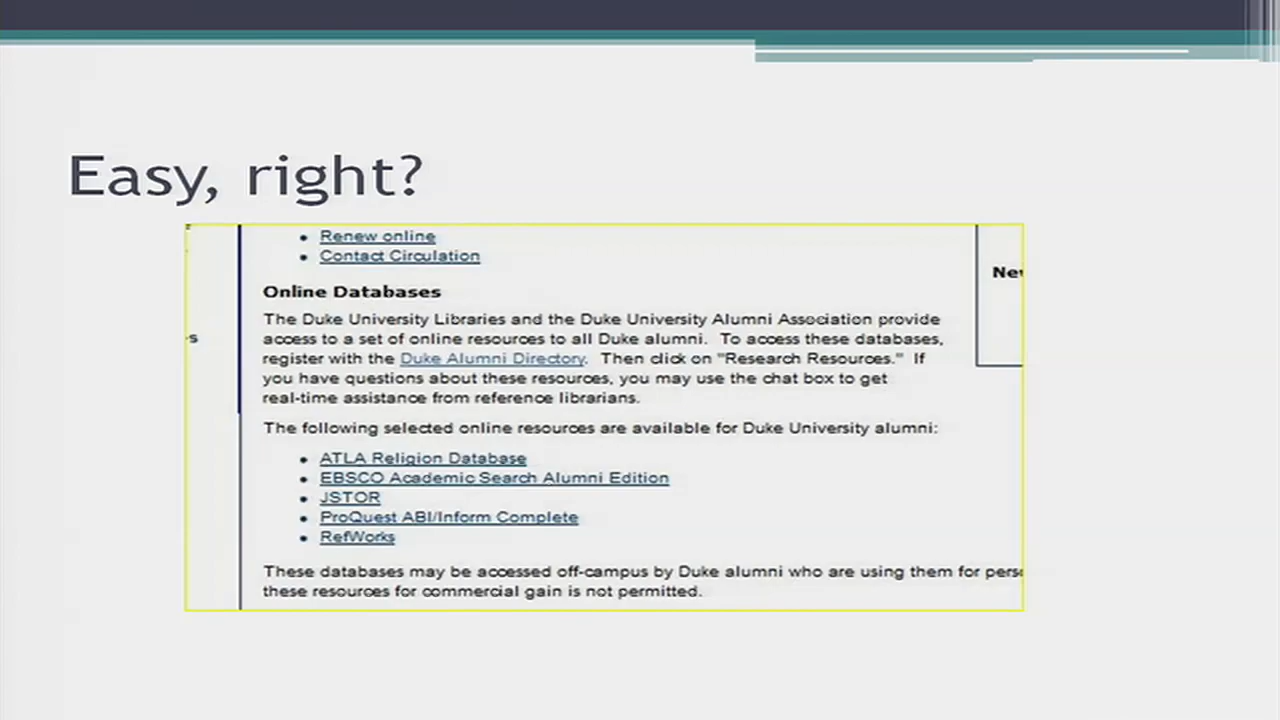 Easy, right?
Renew online
Contact Circulation
Online Databases
The Duke University Libraries and the Duke University Alumni Association provide
access to a set of online resources to all Duke alumni. To access these databases,
register with the Duke Alumni Directory. Then click on "Research Resources." If
you have questions about these resources, you may use the chat box to get
real-time assistance from reference librarians.
The following selected online resources are available for Duke University alumni:
ATLA Religion Database
EBSCO Academic Search Alumni Edition
JSTOR
ProQuest ABI/Inform Complete
RefWorks
These databases may be accessed off-campus by Duke alumni who are using them for pers
these resources for commercial gain is not permitted.